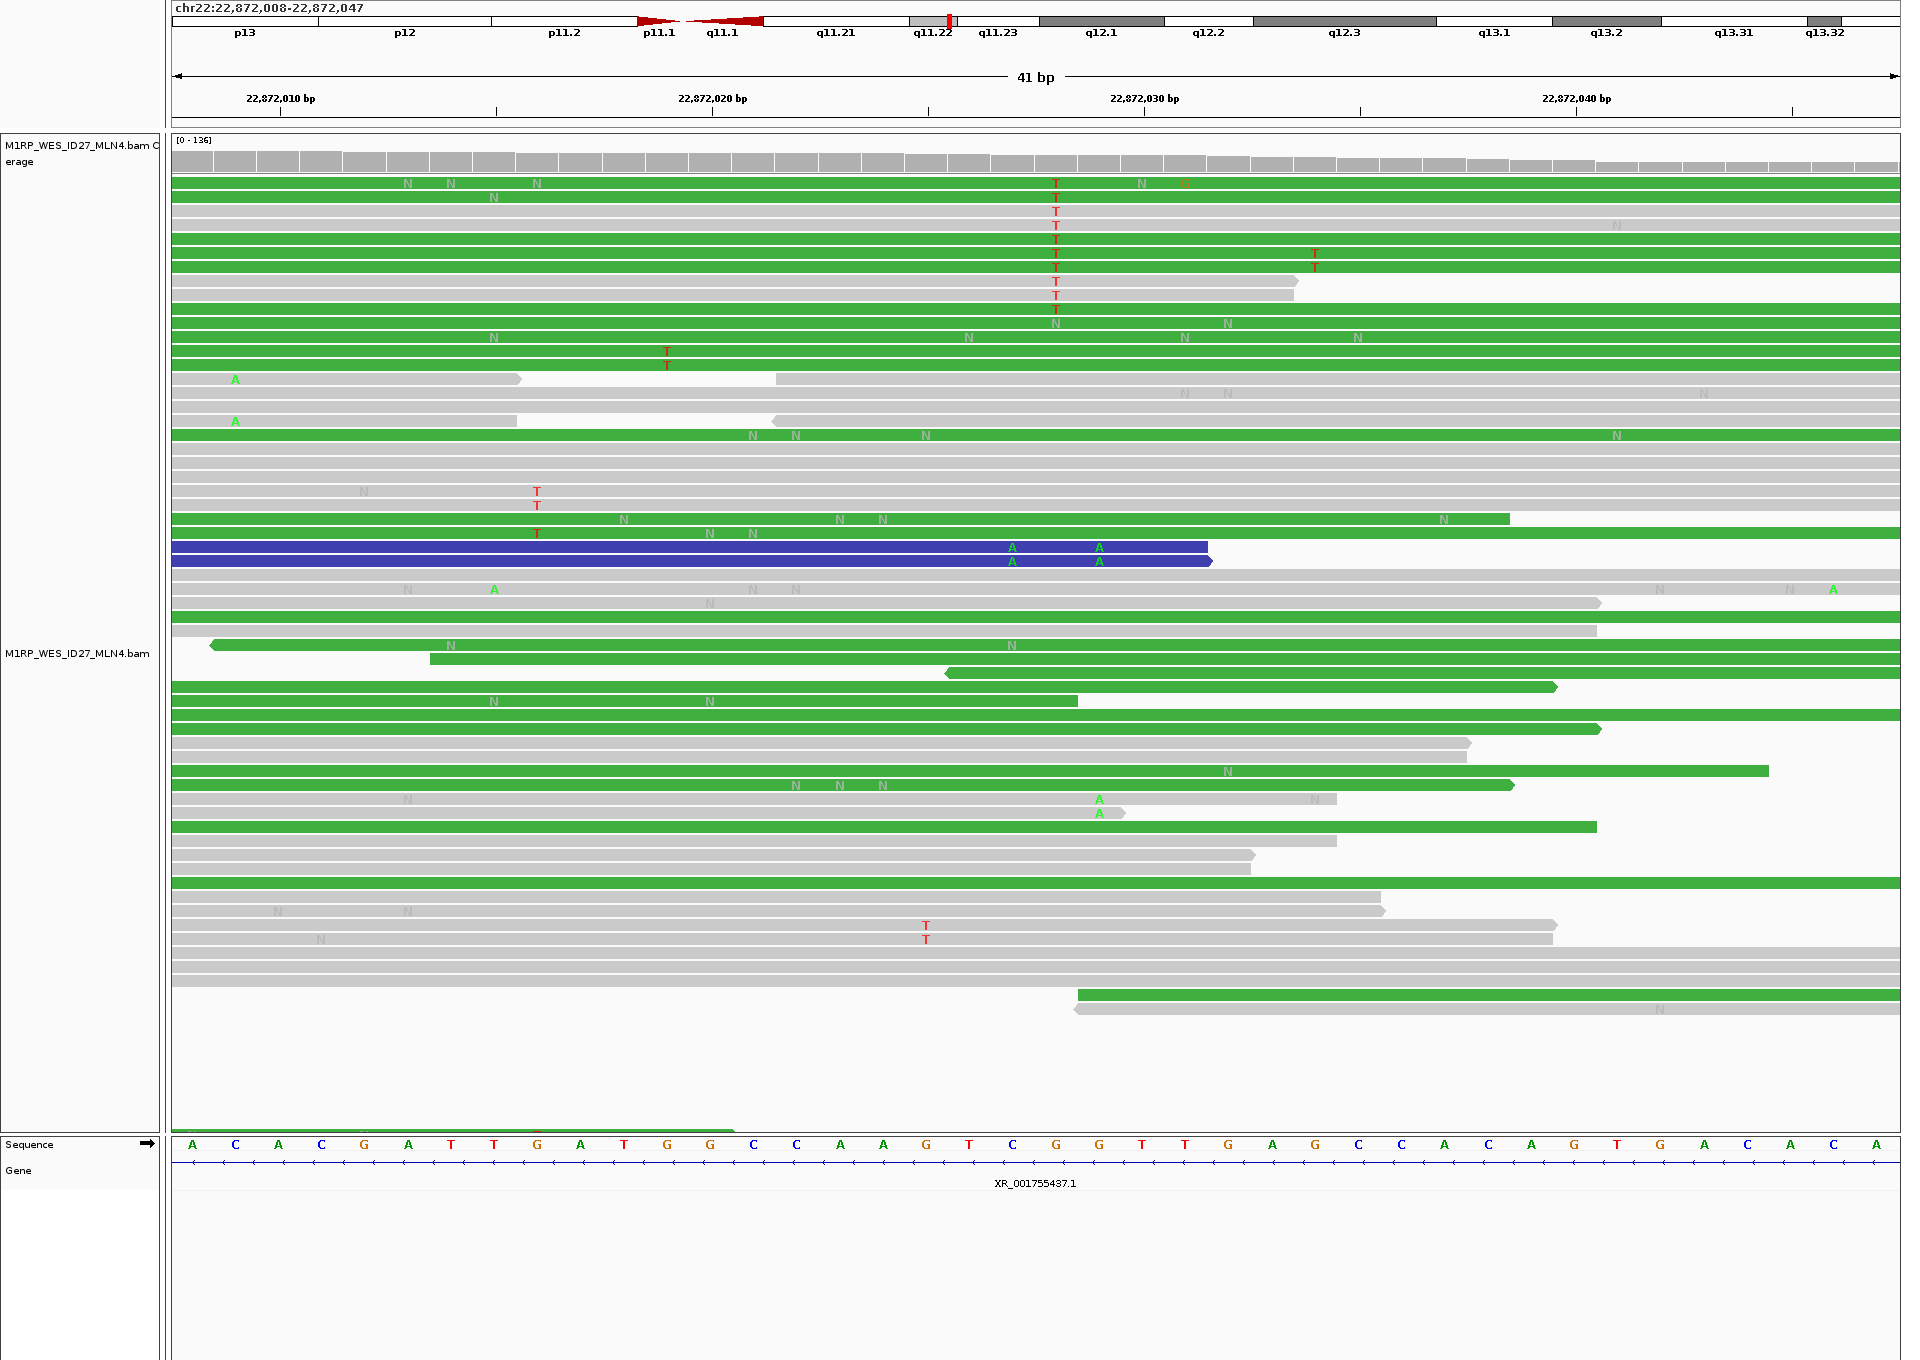 chr22:22,872,008-22,872,047
p13 p12 p11.2 p11.1 q11.1 q11.21 q11.22 q11.23 q12.1 q12.2 q12.3 q13.1 q13.2 q13.31 q13.32
41 bp
22,872,010 bp 22,872,020 bp 22,872,030 bp 22,872,040 bp
M1RP_WES_ID27_MLN4.bam C
erage
[0 - 136]
N N N T N
N T
T
T N
T
T T
T T
T
T
T
N N
N N N N
T
T
A
N N N
A
N N N N
N T
T
N N N N
T N N
A A
A A
N A N N N N A
N
N N
N N
N
N N N
N A N
A
N N
T
N T
N
M1RP_WES_ID27_MLN4.bam
Sequence A C A C G A T T G A T G G C C A A G T C G G T T G A G C C A C A G T G A C A C A
Gene
XR_001755437.1